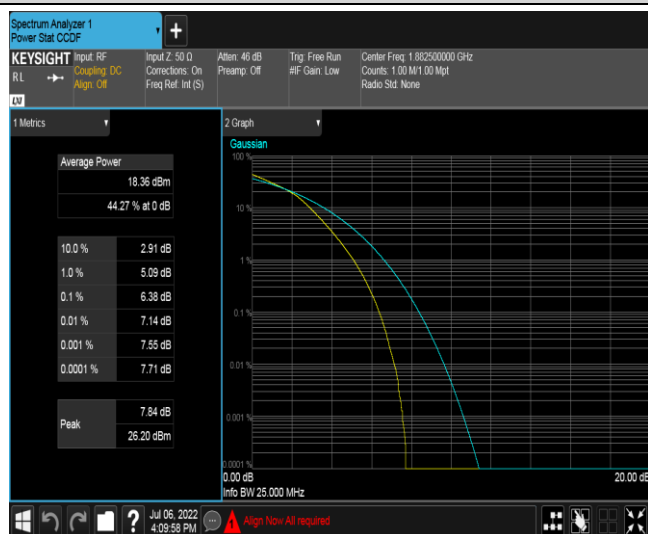 Spectrum Analyzer 1
Power Stat CCDF
+
KEYSIGHT
RL
LXI
Input: RF
Coupling: DC
Align: Off
Input Z: 50 Ω
Corrections: On
Freq Ref: Int (S)
Atten: 46 dB
Preamp: Off
Trig: Free Run
#IF Gain: Low
Center Freq: 1.882500000 GHz
Counts: 1.00 M/1.00 Mpt
Radio Std: None
1 Metrics
Average Power
18.36 dBm
44.27 % at 0 dB
10.0 % 2.91 dB
1.0 % 5.09 dB
0.1 % 6.38 dB
0.01 % 7.14 dB
0.001 % 7.55 dB
0.0001 % 7.71 dB
Peak
7.84 dB
26.20 dBm
2 Graph
Gaussian
100 %
10 %
1 %
0.1 %
0.01 %
0.001 %
0.0001 %
0.00 dB
20.00 dB
Info BW 25.000 MHz
?
Jul 06, 2022
4:09:58 PM
Align Now All required